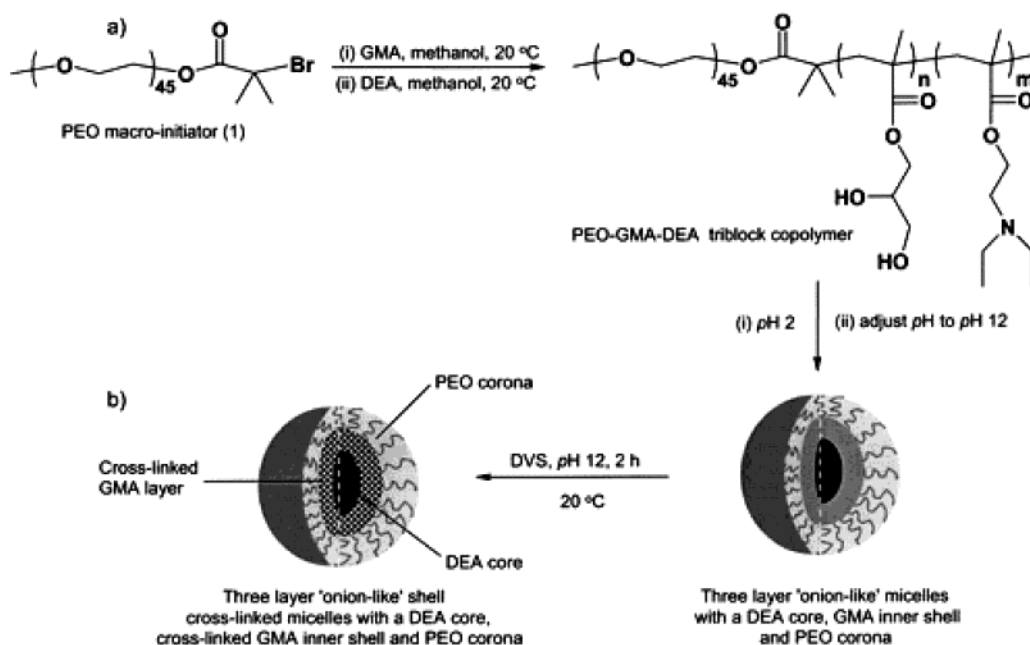 a)
O
45
O
O
Br
PEO macro-initiator (1)
(i) GMA, methanol, 20 ºC
(ii) DEA, methanol, 20 ºC
O
45
O
O
n
m
O
O
O
O
HO
HO
N
PEO-GMA-DEA triblock copolymer
(i) pH 2
(ii) adjust pH to pH 12
b)
PEO corona
Cross-linked
GMA layer
DEA core
DVS, pH 12, 2 h
20 ºC
Three layer 'onion-like' shell
cross-linked micelles with a DEA core,
cross-linked GMA inner shell and PEO corona
Three layer 'onion-like' micelles
with a DEA core, GMA inner shell
and PEO corona